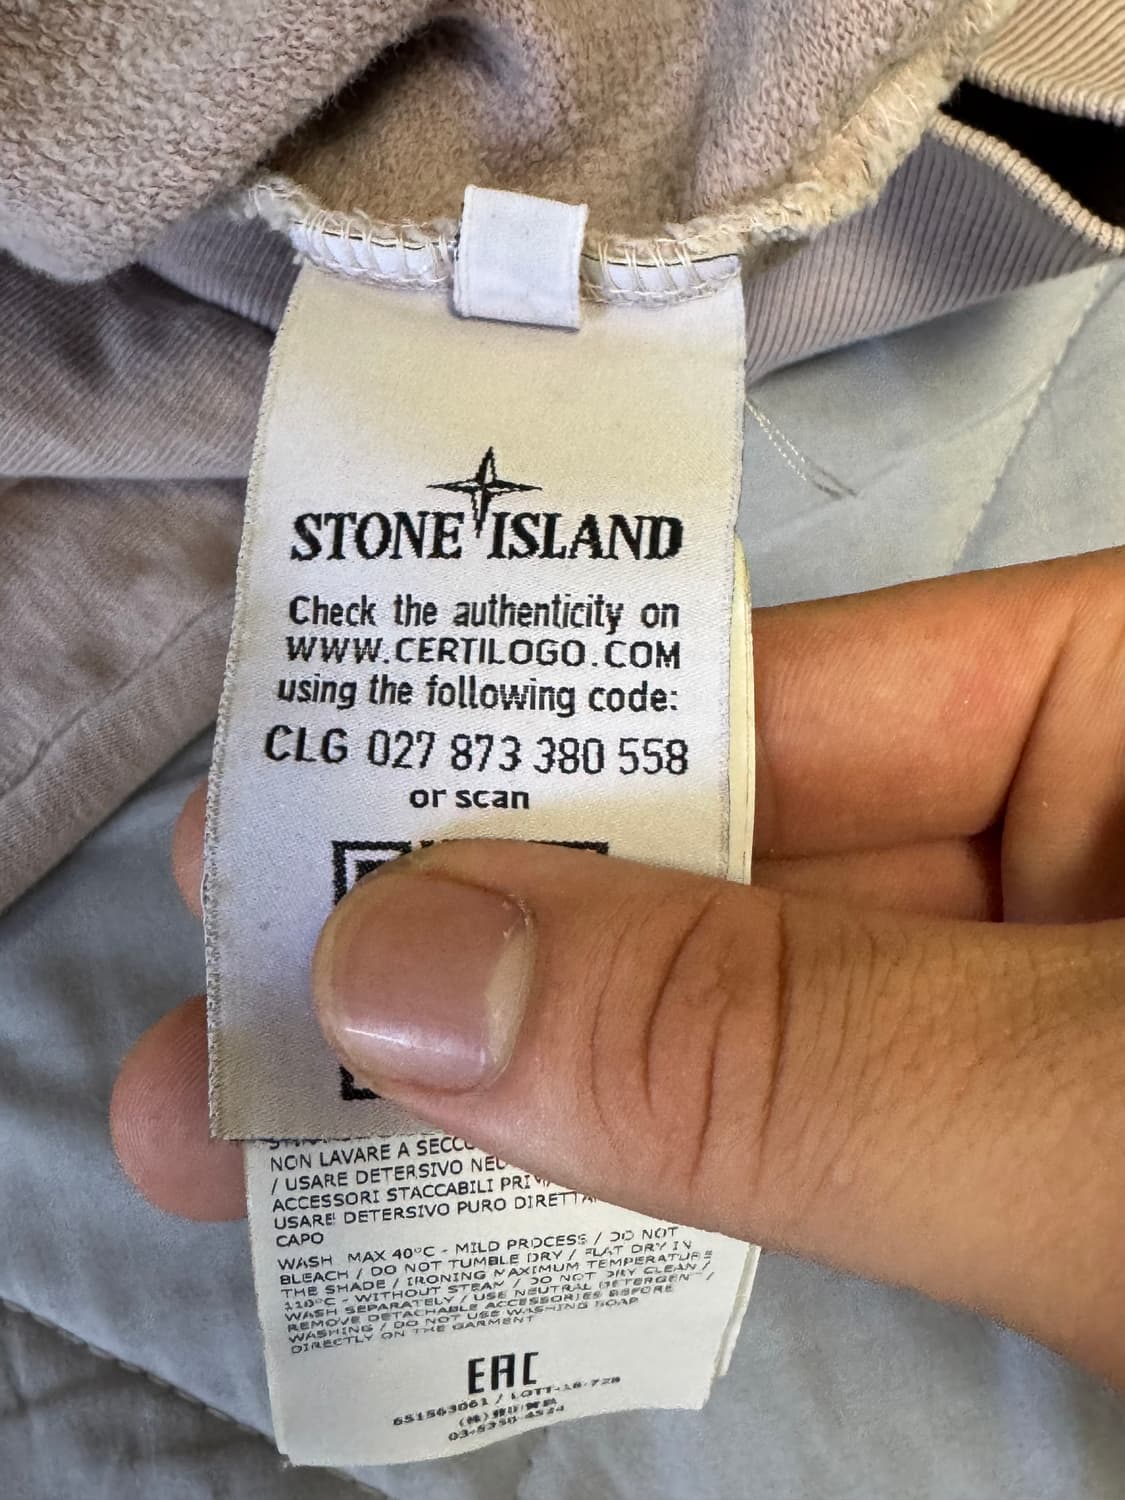 STONE ISLAND
Check the authenticity on
WWW.CERTILOGO.COM
using the following code:
CLG 027 873 380 558
or scan
NON LAVARE A SECCO
/ USARE DETERSIVO
ACCESSORI STACCABILI
USARE DETERSIVO PURO
CAPO
WASH MAX 40°C - MILD PROCESS / DO NOT
BLEACH / DO NOT TUMBLE DRY / FLAT DRY IN
THE SHADE / IRONING MAXIMUM TEMPERATURE
110°C - WITHOUT STEAM / DO NOT DRY CLEAN /
WASH SEPARATELY / USE NEUTRAL DETERGENT /
REMOVE DETACHABLE ACCESSORIES BEFORE
WASHING / DO NOT USE WASHING SOAP
DIRECTLY ON THE GARMENT
EAC
651563061 /
03-5350-4524